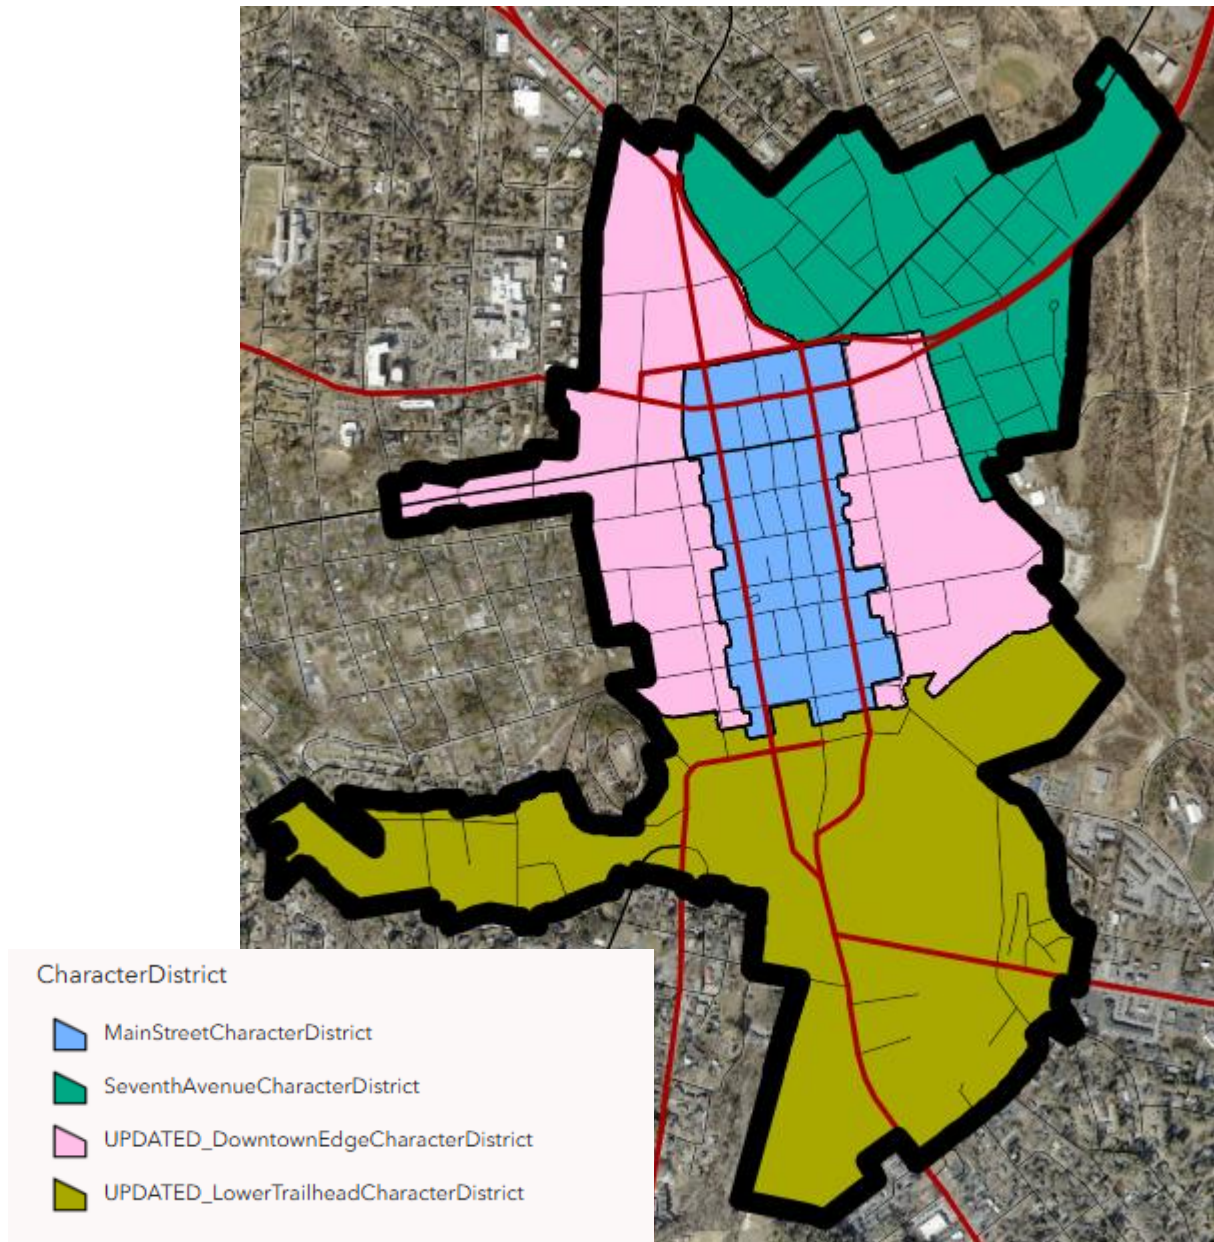 CharacterDistrict
MainStreetCharacterDistrict
SeventhAvenueCharacterDistrict
UPDATED_DowntownEdgeCharacterDistrict
UPDATED_LowerTrailheadCharacterDistrict